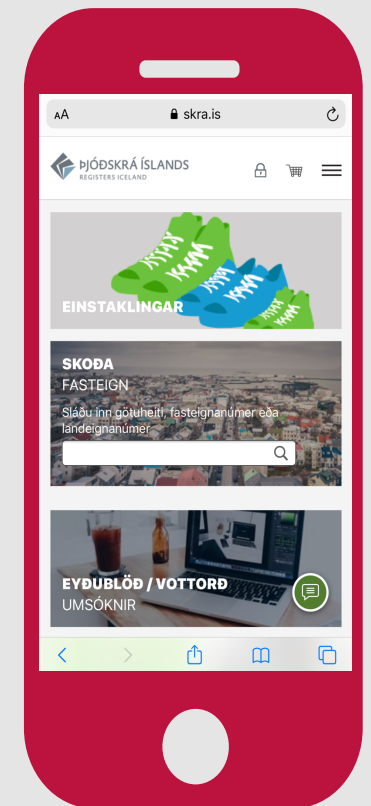 AA skra.is
ÞJÓÐSKRÁ ÍSLANDS
REGISTERS ICELAND
EINSTAKLINGAR
SKOÐA
FASTEIGN
Sláðu inn götuheiti, fasteignanúmer eða
landeignanúmer
EYÐUBLÖÐ / VOTTORÐ
UMSÓKNIR